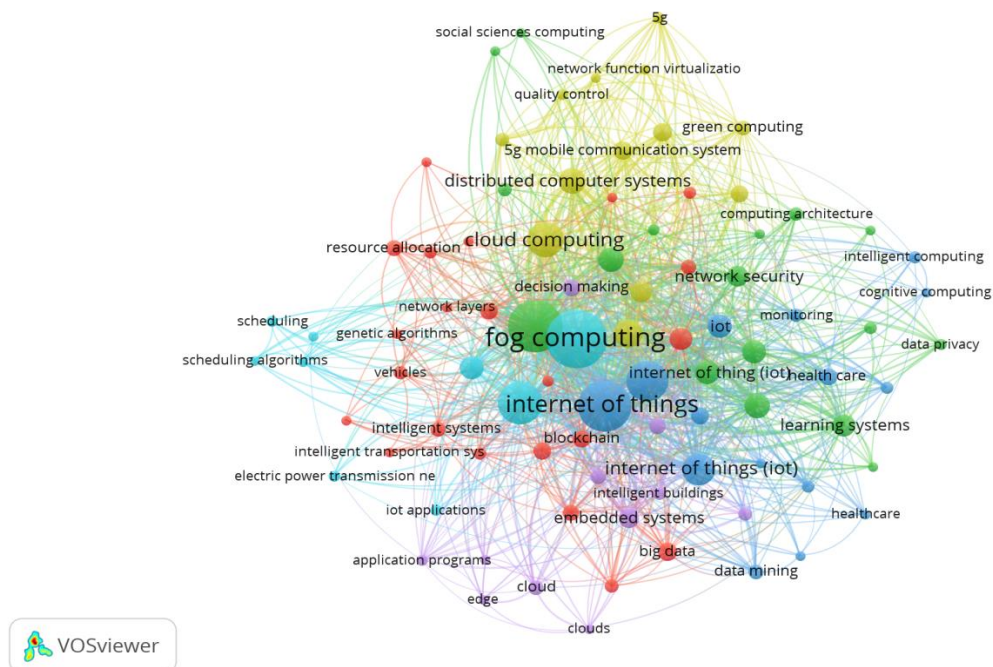 5g
social sciences computing
network function virtualizatio
quality control
green computing
5g mobile communication system
distributed computer systems
computing architecture
cloud computing
resource allocation
intelligent computing
network security
decision making
cognitive computing
network layers
monitoring
scheduling
iot
genetic algorithms
fog computing
data privacy
scheduling algorithms
vehicles
internet of thing (iot)
health care
internet of things
learning systems
intelligent systems
blockchain
intelligent transportation sys
internet of things (iot)
electric power transmission ne
intelligent buildings
iot applications
embedded systems
healthcare
big data
application programs
data mining
cloud
edge
clouds
VOSviewer